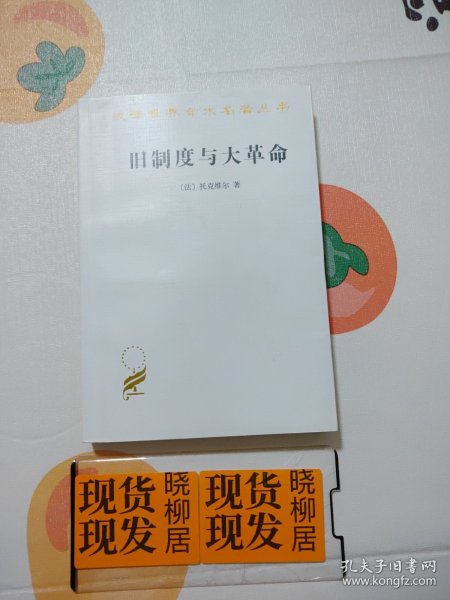 汉译世界学术名著丛书
旧制度与大革命
〔法〕托克维尔 著
现货
现发
晓柳居
现货
现发
晓柳居
孔夫子旧书网
www.kongfz.com